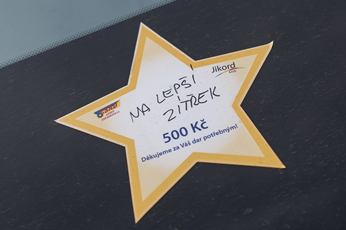 Jikord
NA LEPŠÍ
ZÍTŘEK
500 Kč
Děkujeme za Váš dar potřebným!